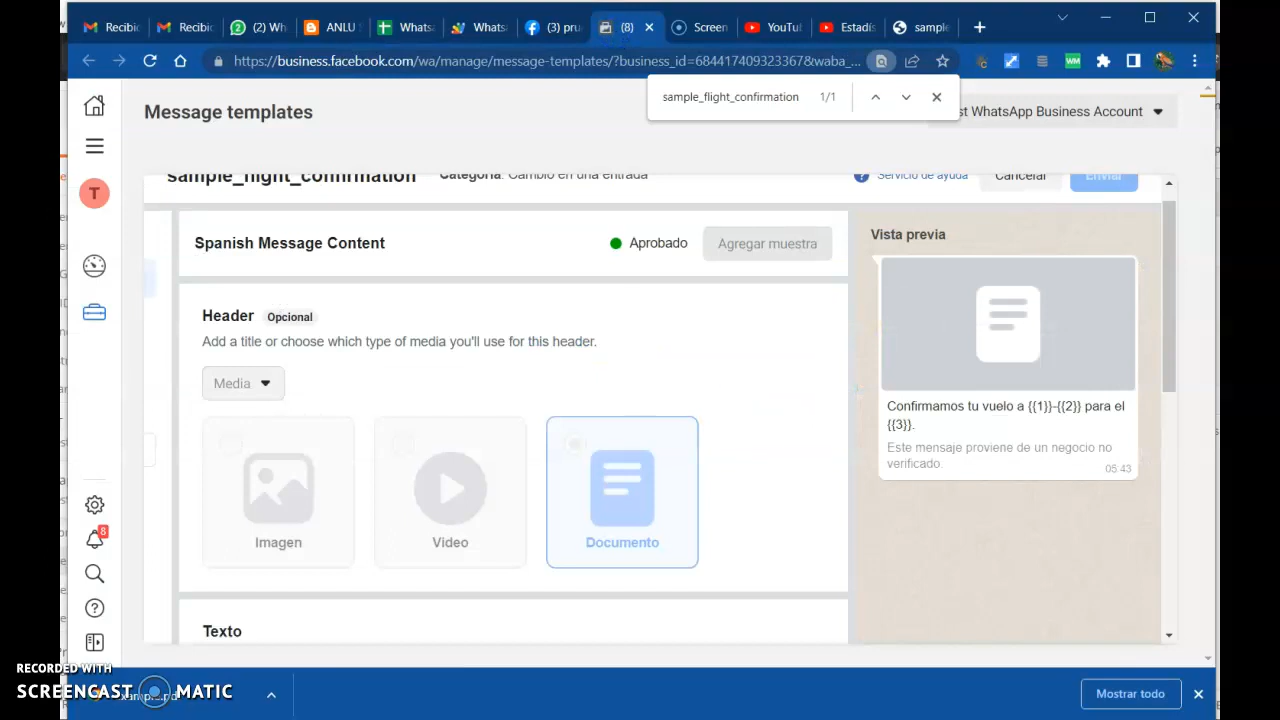 Recibic
Recibic
(2) Wh
ANLU S
Whats
Whats
(3) pru
(8)
Screen
YouTu
Estadís
sample
https://business.facebook.com/wa/manage/message-templates/?business_id=684417409323367&waba_...
sample_flight_confirmation 1/1
Message templates
st WhatsApp Business Account
sample_flight_confirmation
Categoría: Cambio en una entrada
Servicio de ayuda
Cancelar
Enviar
T
Spanish Message Content
Aprobado
Agregar muestra
Vista previa
Header Opcional
Add a title or choose which type of media you'll use for this header.
Media
Confirmamos tu vuelo a {{1}}-{{2}} para el
{{3}}.
Este mensaje proviene de un negocio no
verificado.
05:43
Imagen
Video
Documento
8
Texto
RECORDED WITH
SCREENCAST MATIC
Mostrar todo